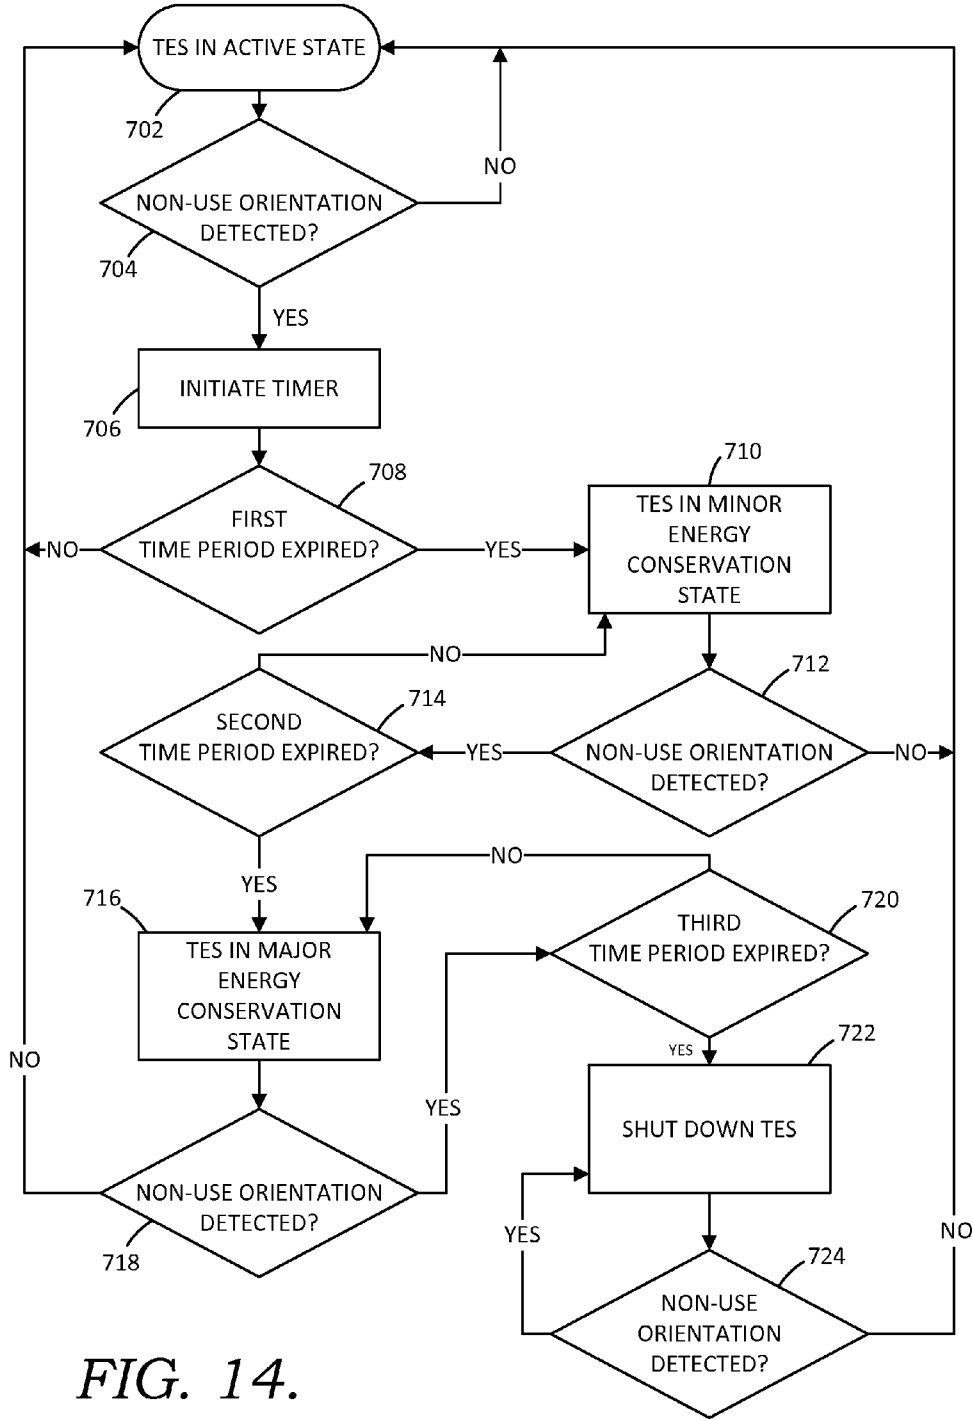 TES IN ACTIVE STATE
702
NO
NON-USE ORIENTATION
DETECTED?
704
YES
INITIATE TIMER
706
708
FIRST
TIME PERIOD EXPIRED?
NO
YES
710
TES IN MINOR
ENERGY
CONSERVATION
STATE
NO
712
714
SECOND
TIME PERIOD EXPIRED?
YES
NON-USE ORIENTATION
DETECTED?
NO
YES
NO
716
TES IN MAJOR
ENERGY
CONSERVATION
STATE
720
THIRD
TIME PERIOD EXPIRED?
YES
722
NO
YES
SHUT DOWN TES
NON-USE ORIENTATION
DETECTED?
718
YES
NO
724
NON-USE
ORIENTATION
DETECTED?
FIG. 14.